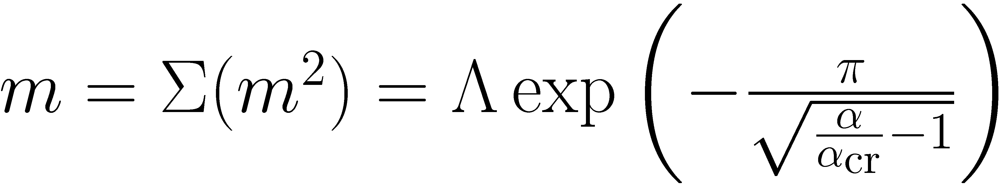 m = Σ(m²) = Λ exp(−π/√(α/α_cr −1))